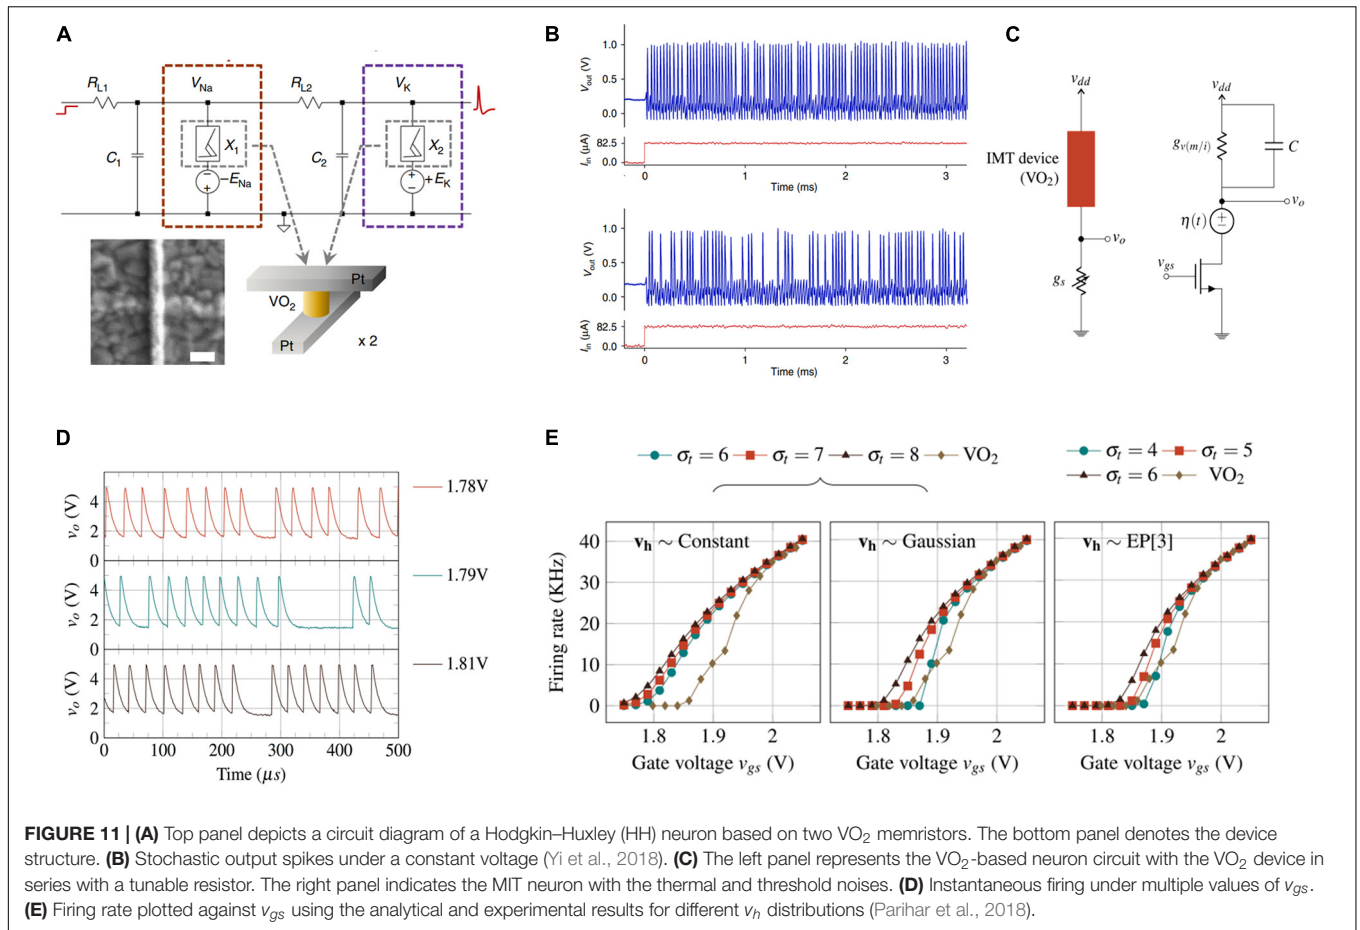 A
R_L1
V_Na
R_L2
V_K
C_1
X_1
−E_Na
C_2
X_2
+E_K
VO_2
Pt
Pt
x 2
B
V_out (V)
1.0
0.5
0.0
I_in (μA)
82.5
0.0
0
1
2
3
Time (ms)
V_out (V)
1.0
0.5
0.0
I_in (μA)
82.5
0.0
0
1
2
3
Time (ms)
C
v_dd
IMT device
(VO_2)
v_o
g_s
v_dd
g_v(m/i)
C
v_o
η(t)
v_gs
D
v_o (V)
4
2
0
1.78V
v_o (V)
4
2
0
1.79V
v_o (V)
4
2
0
1.81V
0 100 200 300 400 500
Time (μs)
E
σ_t = 6 σ_t = 7 σ_t = 8 VO_2
σ_t = 4 σ_t = 5
σ_t = 6 VO_2
Firing rate (KHz)
40
30
20
10
0
v_h ∼ Constant
v_h ∼ Gaussian
v_h ∼ EP[3]
1.8 1.9 2
1.8 1.9 2
1.8 1.9 2
Gate voltage v_gs (V)
Gate voltage v_gs (V)
Gate voltage v_gs (V)
FIGURE 11 | (A) Top panel depicts a circuit diagram of a Hodgkin–Huxley (HH) neuron based on two VO_2 memristors. The bottom panel denotes the device
structure. (B) Stochastic output spikes under a constant voltage (Yi et al., 2018). (C) The left panel represents the VO_2-based neuron circuit with the VO_2 device in
series with a tunable resistor. The right panel indicates the MIT neuron with the thermal and threshold noises. (D) Instantaneous firing under multiple values of v_gs.
(E) Firing rate plotted against v_gs using the analytical and experimental results for different v_h distributions (Parihar et al., 2018).